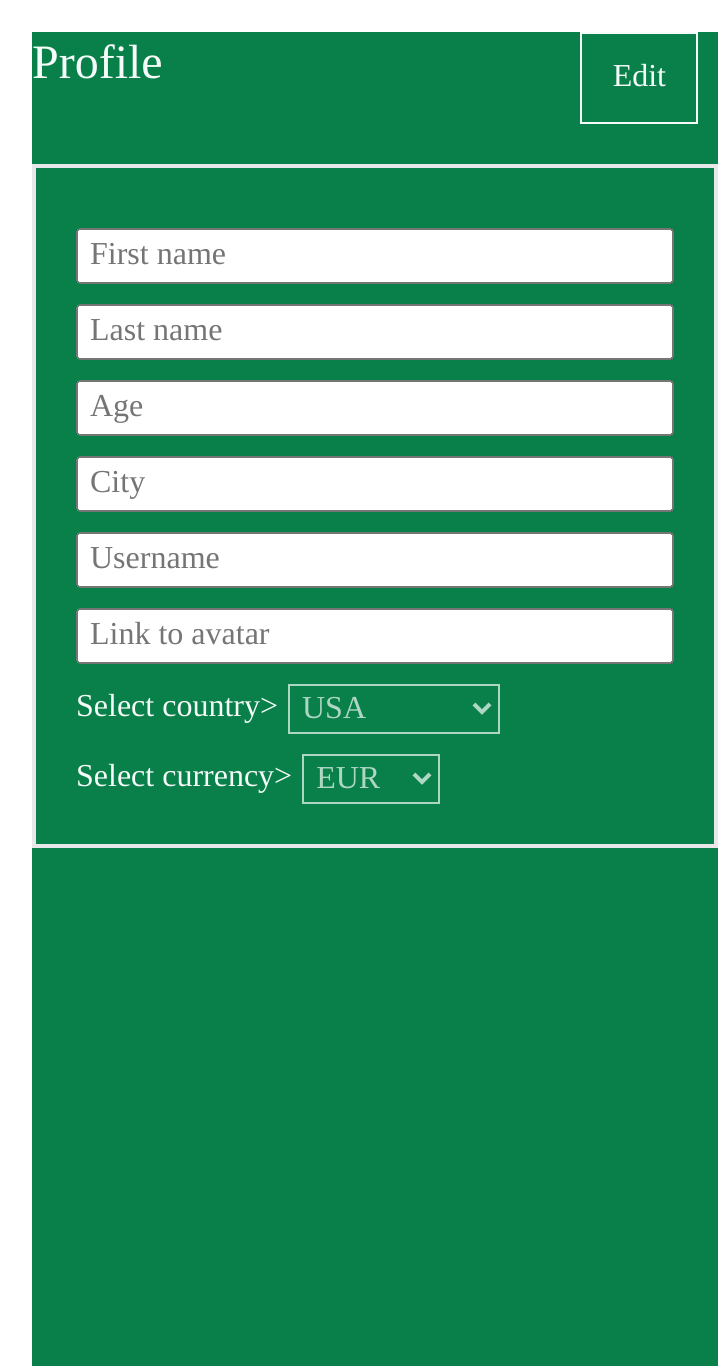 Profile
Edit
First name
Last name
Age
City
Username
Link to avatar
Select country> USA
Select currency> EUR